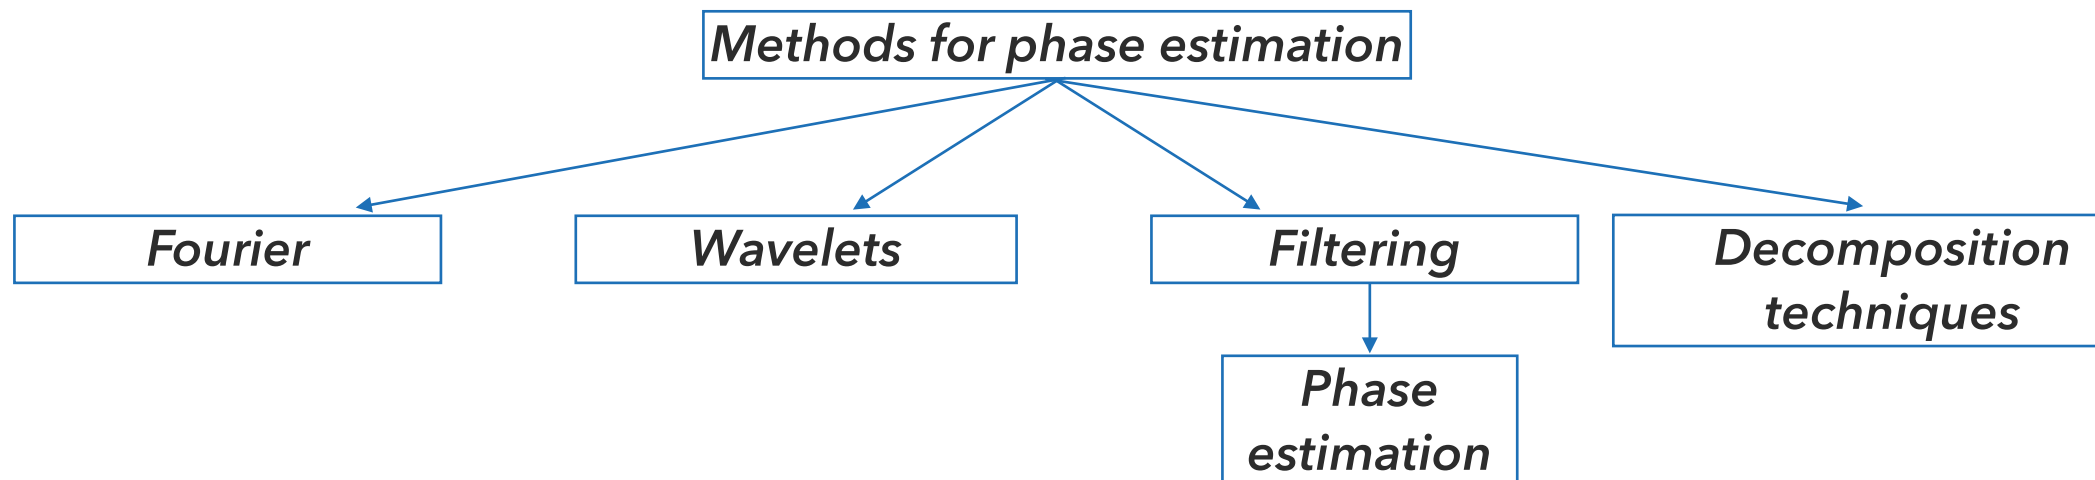 Methods for phase estimation
Fourier
Wavelets
Filtering
Decomposition
techniques
Phase
estimation